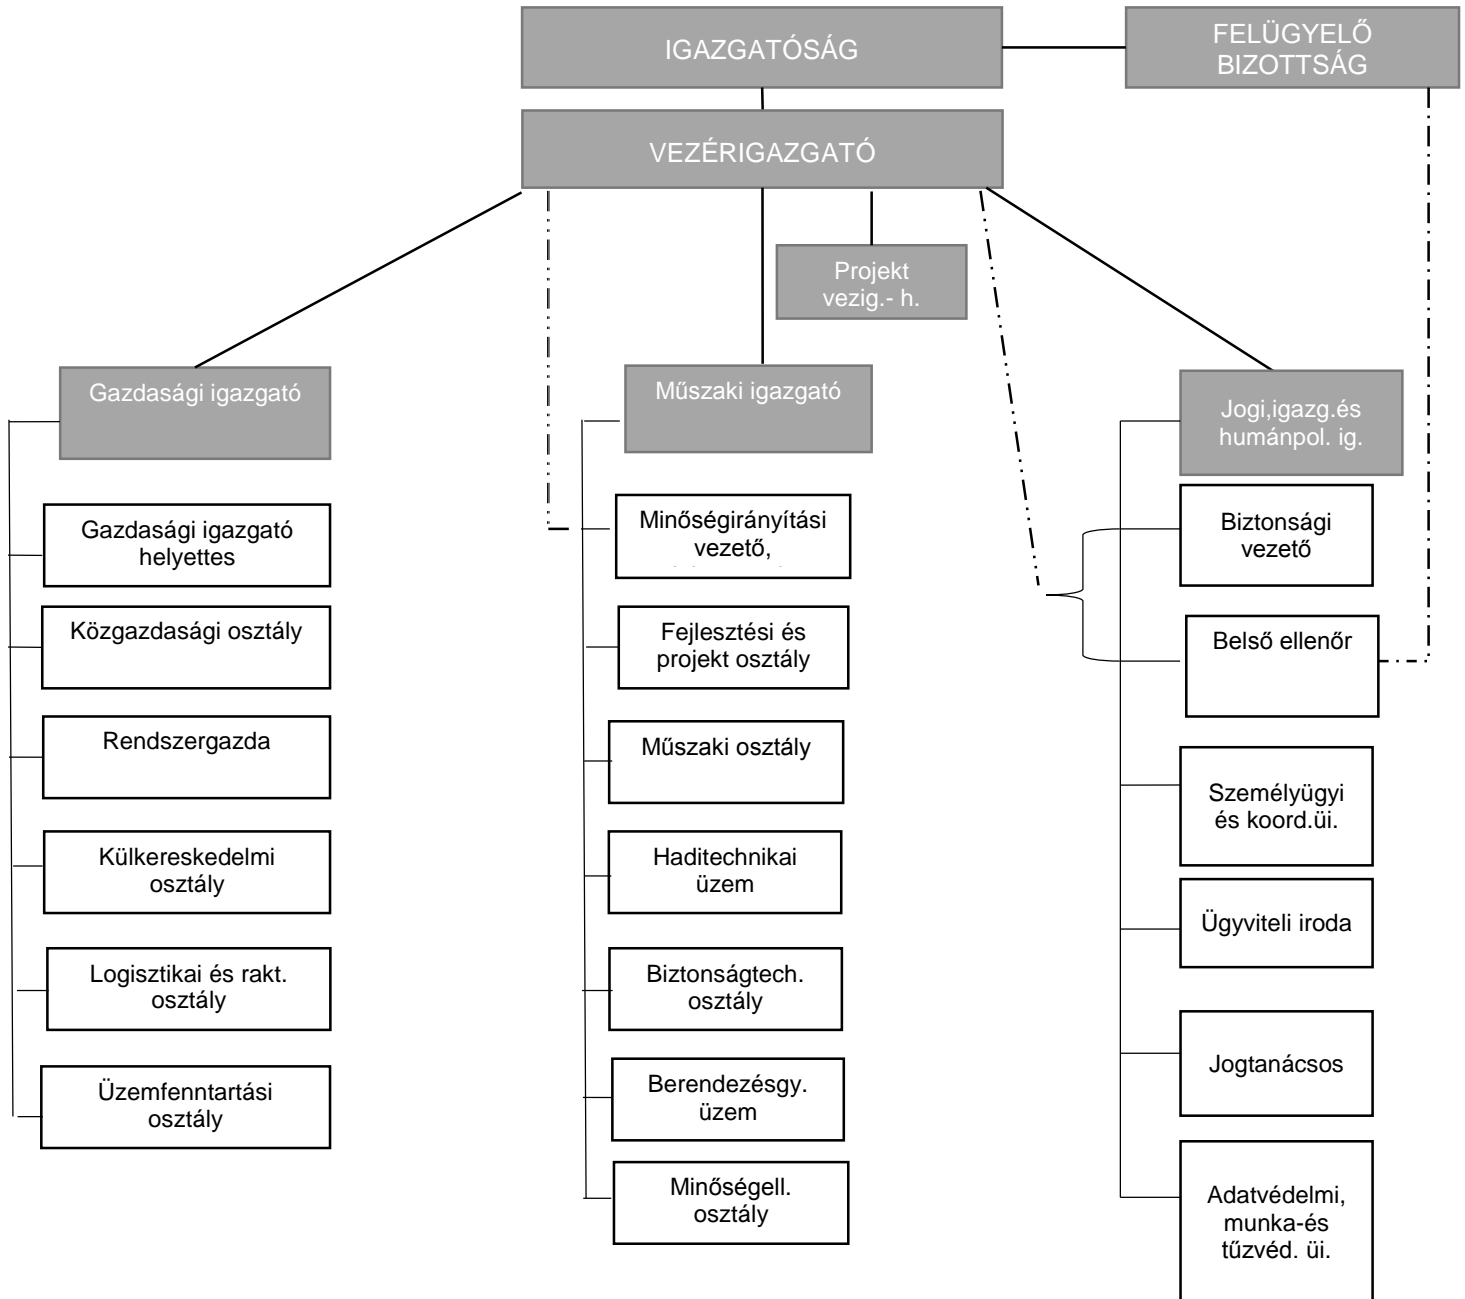 IGAZGATÓSÁG
FELÜGYELŐ
BIZOTTSÁG
VEZÉRIGAZGATÓ
Projekt
vezig.- h.
Gazdasági igazgató
Műszaki igazgató
Jogi,igazg.és
humánpol. ig.
Gazdasági igazgató
helyettes
Közgazdasági osztály
Rendszergazda
Külkereskedelmi
osztály
Logisztikai és rakt.
osztály
Üzemfenntartási
osztály
Minőségirányítási
vezető,
Fejlesztési és
projekt osztály
Műszaki osztály
Haditechnikai
üzem
Biztonságtech.
osztály
Berendezésgy.
üzem
Minőségell.
osztály
Biztonsági
vezető
Belső ellenőr
Személyügyi
és koord.üi.
Ügyviteli iroda
Jogtanácsos
Adatvédelmi,
munka-és
tűzvéd. üi.